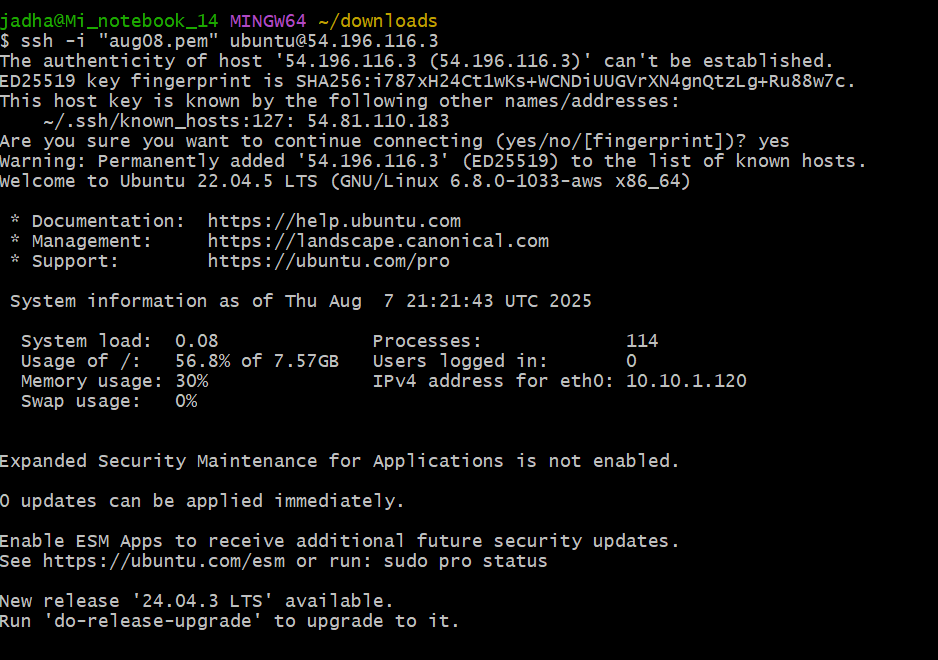 jadha@Mi_notebook_14 MINGW64 ~/downloads
$ ssh -i "aug08.pem" ubuntu@54.196.116.3
The authenticity of host '54.196.116.3 (54.196.116.3)' can't be established.
ED25519 key fingerprint is SHA256:i787xH24Ct1wKs+WCNDiUUGVrXN4gnQtzLg+Ru88w7c.
This host key is known by the following other names/addresses:
    ~/.ssh/known_hosts:127: 54.81.110.183
Are you sure you want to continue connecting (yes/no/[fingerprint])? yes
Warning: Permanently added '54.196.116.3' (ED25519) to the list of known hosts.
Welcome to Ubuntu 22.04.5 LTS (GNU/Linux 6.8.0-1033-aws x86_64)

 * Documentation:  https://help.ubuntu.com
 * Management:     https://landscape.canonical.com
 * Support:        https://ubuntu.com/pro

 System information as of Thu Aug  7 21:21:43 UTC 2025

  System load:  0.08              Processes:             114
  Usage of /:   56.8% of 7.57GB   Users logged in:       0
  Memory usage: 30%               IPv4 address for eth0: 10.10.1.120
  Swap usage:   0%

Expanded Security Maintenance for Applications is not enabled.

0 updates can be applied immediately.

Enable ESM Apps to receive additional future security updates.
See https://ubuntu.com/esm or run: sudo pro status

New release '24.04.3 LTS' available.
Run 'do-release-upgrade' to upgrade to it.